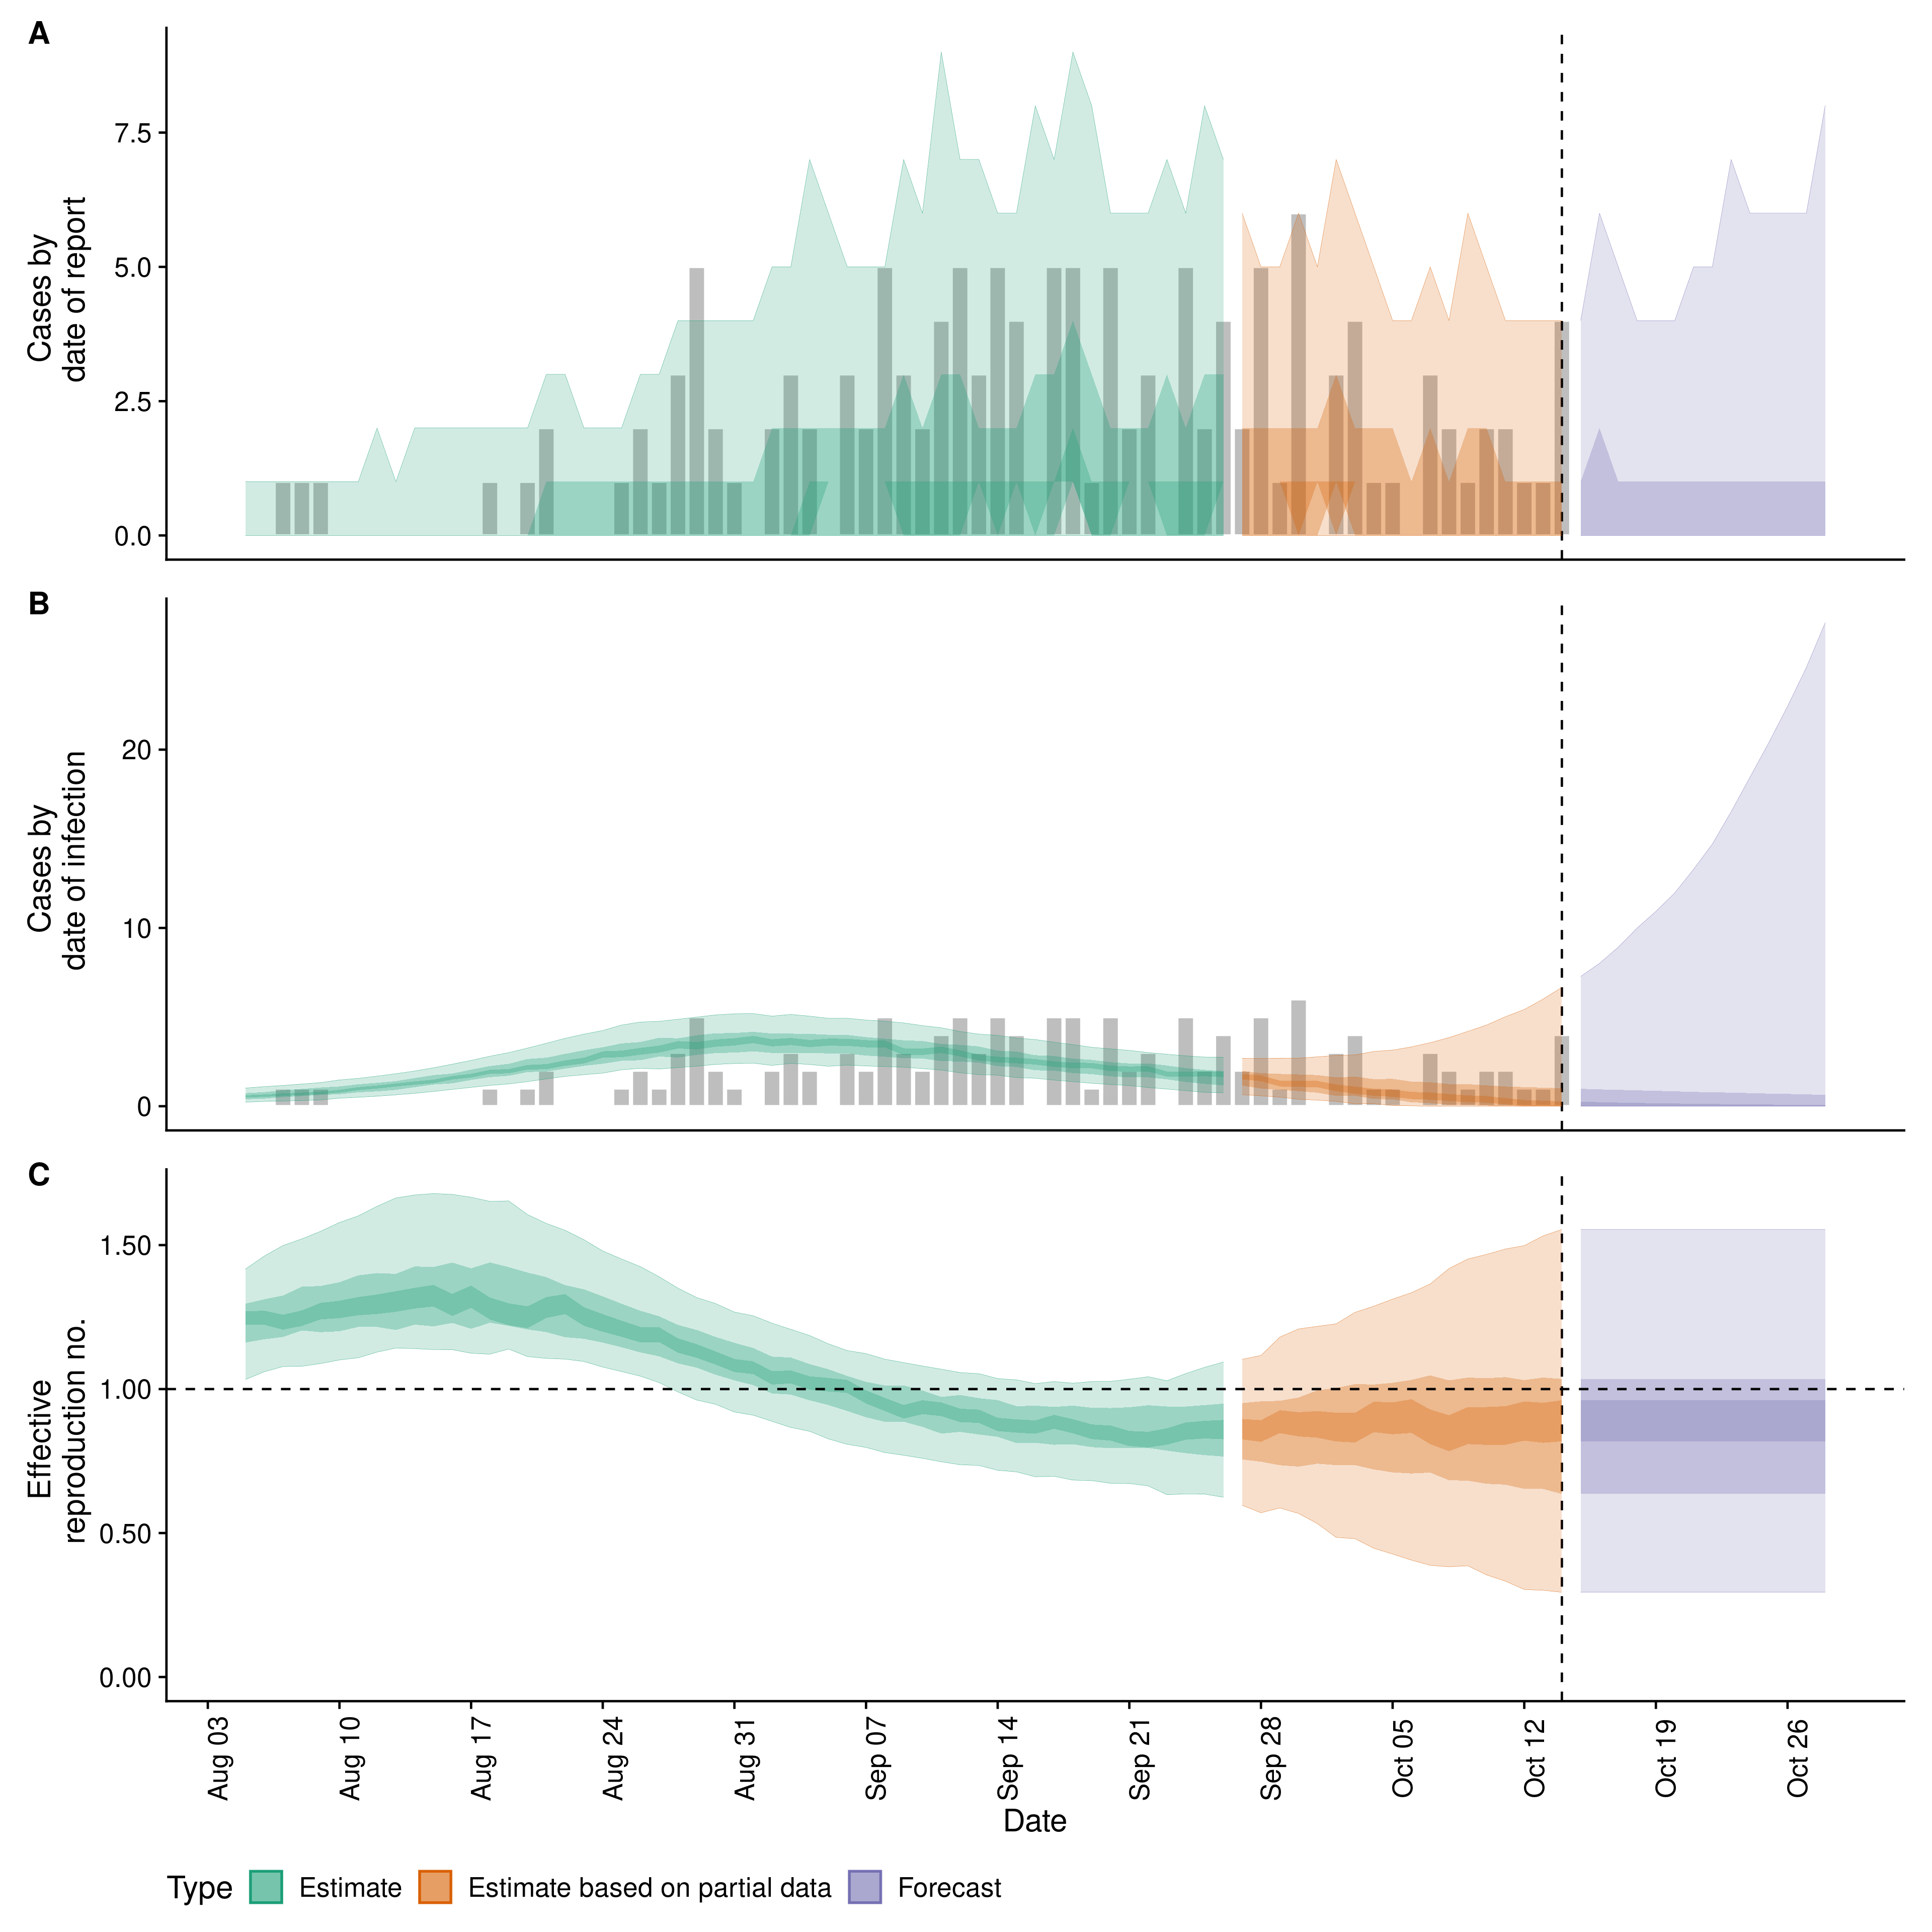 A
Cases by
date of report
7.5
5.0
2.5
0.0
B
Cases by
date of infection
20
10
0
C
Effective
reproduction no.
1.50
1.00
0.50
0.00
Aug 03
Aug 10
Aug 17
Aug 24
Aug 31
Sep 07
Sep 14
Sep 21
Sep 28
Oct 05
Oct 12
Oct 19
Oct 26
Date
Type Estimate Estimate based on partial data Forecast